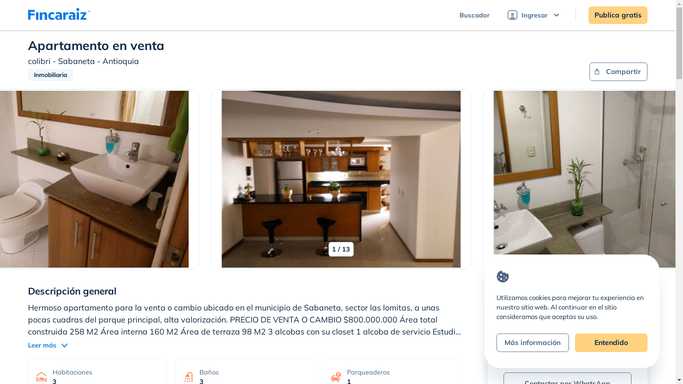 Fincaraiz
Buscador
Ingresar
Publica gratis
Apartamento en venta
colibri - Sabaneta - Antioquia
Inmobiliaria
Compartir
1 / 13
Descripción general
Hermoso apartamento para la venta o cambio ubicado en el municipio de Sabaneta, sector las lomitas, a unas
pocas cuadras del parque principal, alta valorización. PRECIO DE VENTA O CAMBIO $800.000.000 Área total
construida 258 M2 Área interna 160 M2 Área de terraza 98 M2 3 alcobas con su closet 1 alcoba de servicio Estudi...
Leer más
Habitaciones
3
Baños
3
Parqueaderos
1
Utilizamos cookies para mejorar tu experiencia en
nuestro sitio web. Al continuar en el sitio
consideramos que aceptas su uso.
Más información
Entendido
Contactar por WhatsApp